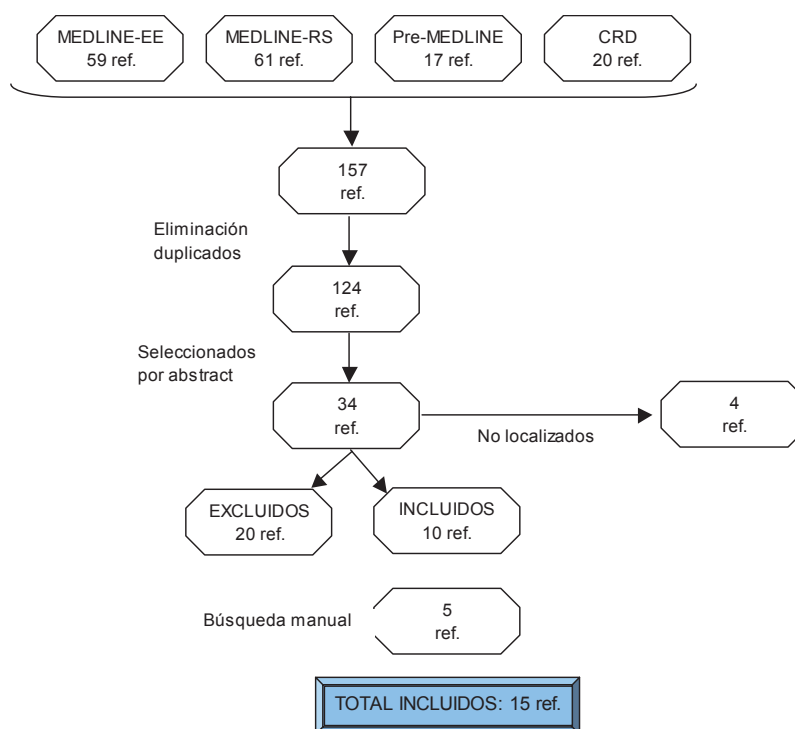 MEDLINE-EE
59 ref.
MEDLINE-RS
61 ref.
Pre-MEDLINE
17 ref.
CRD
20 ref.
157
ref.
Eliminación
duplicados
124
ref.
Seleccionados
por abstract
34
ref.
No localizados
4
ref.
EXCLUIDOS
20 ref.
INCLUIDOS
10 ref.
Búsqueda manual
5
ref.
TOTAL INCLUIDOS: 15 ref.